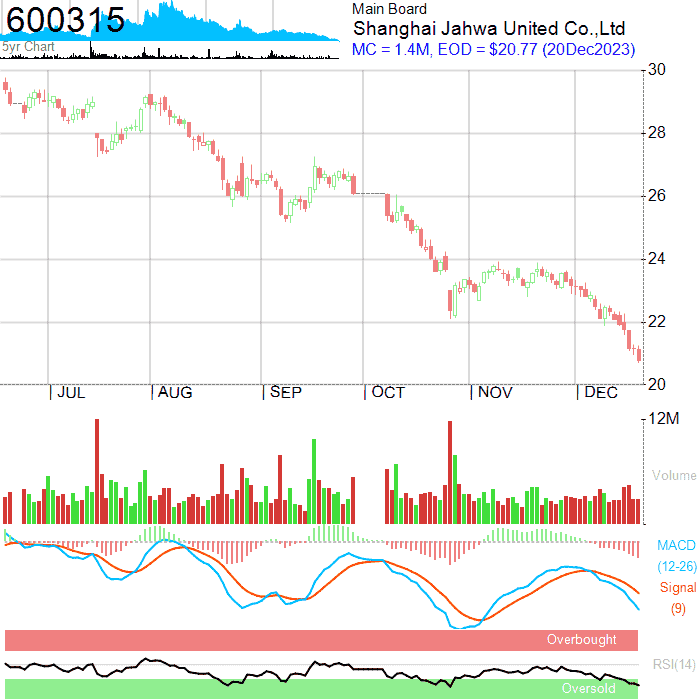 600315
5yr Chart
Main Board
Shanghai Jahwa United Co.,Ltd
MC = 1.4M, EOD = $20.77 (20Dec2023)
30
28
26
24
22
20
JUL AUG SEP OCT NOV DEC
12M
Volume
MACD
(12-26)
Signal
(9)
Overbought
RSI(14)
Oversold